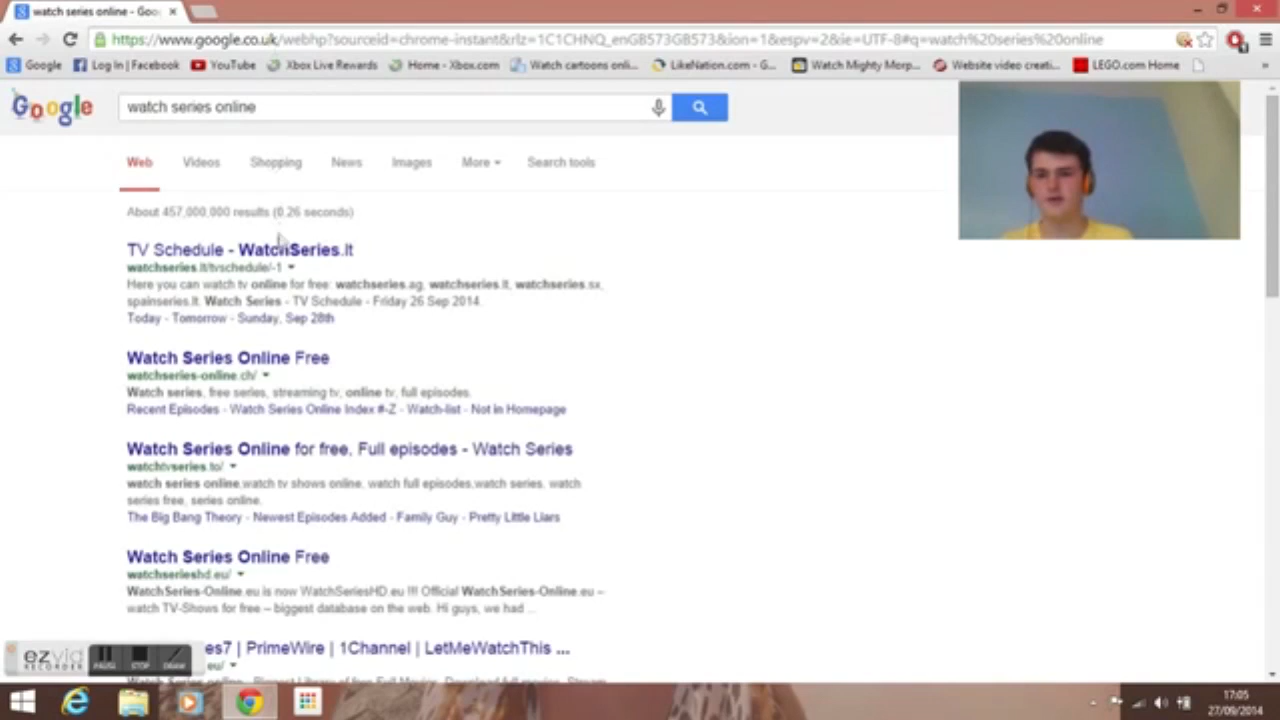 watch series online - Goo
https://www.google.co.uk/webhp?sourceid=chrome-instant&rlz=1C1CHNQ_enGB573GB573&ion=1&espv=2&ie=UTF-8#q=watch%20series%20online
Google Log In | Facebook YouTube Xbox Live Rewards Home - Xbox.com Watch cartoons onli... LikeNation.com - G... Watch Mighty Morp... Website video creati... LEGO.com Home
Google watch series online
Web Videos Shopping News Images More Search tools
About 457,000,000 results (0.26 seconds)
TV Schedule - WatchSeries.lt
watchseries.lt/tvschedule/-1
Here you can watch tv online for free: watchseries.ag, watchseries.lt, watchseries.sx,
spainseries.lt. Watch Series - TV Schedule - Friday 26 Sep 2014.
Today - Tomorrow - Sunday, Sep 28th
Watch Series Online Free
watchseries-online.ch/
Watch series, free series, streaming tv, online tv, full episodes.
Recent Episodes - Watch Series Online Index #-Z - Watch-list - Not in Homepage
Watch Series Online for free, Full episodes - Watch Series
watchtvseries.to/
watch series online,watch tv shows online, watch full episodes,watch series, watch
series free, series online.
The Big Bang Theory - Newest Episodes Added - Family Guy - Pretty Little Liars
Watch Series Online Free
watchserieshd.eu/
WatchSeries-Online.eu is now WatchSeriesHD.eu !!! Official WatchSeries-Online.eu –
watch TV-Shows for free – biggest database on the web. Hi guys, we had ...
es7 | PrimeWire | 1Channel | LetMeWatchThis ...
eu/
ezvid
RECORDER
PAUSE STOP DRAW
17:05
27/09/2014